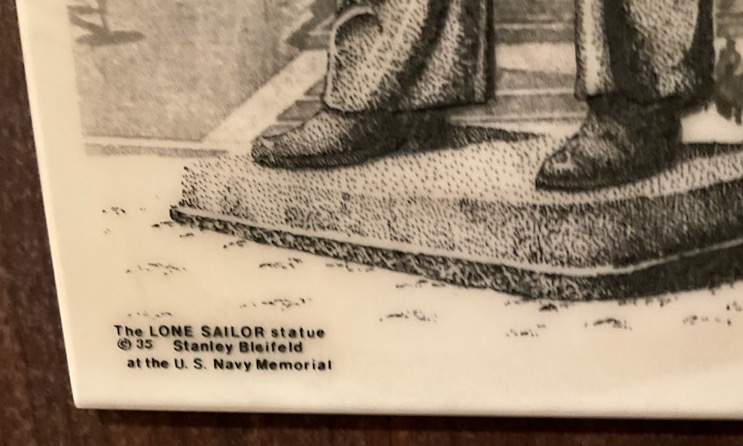 The LONE SAILOR statue
© 35 Stanley Bleifeld
at the U. S. Navy Memorial